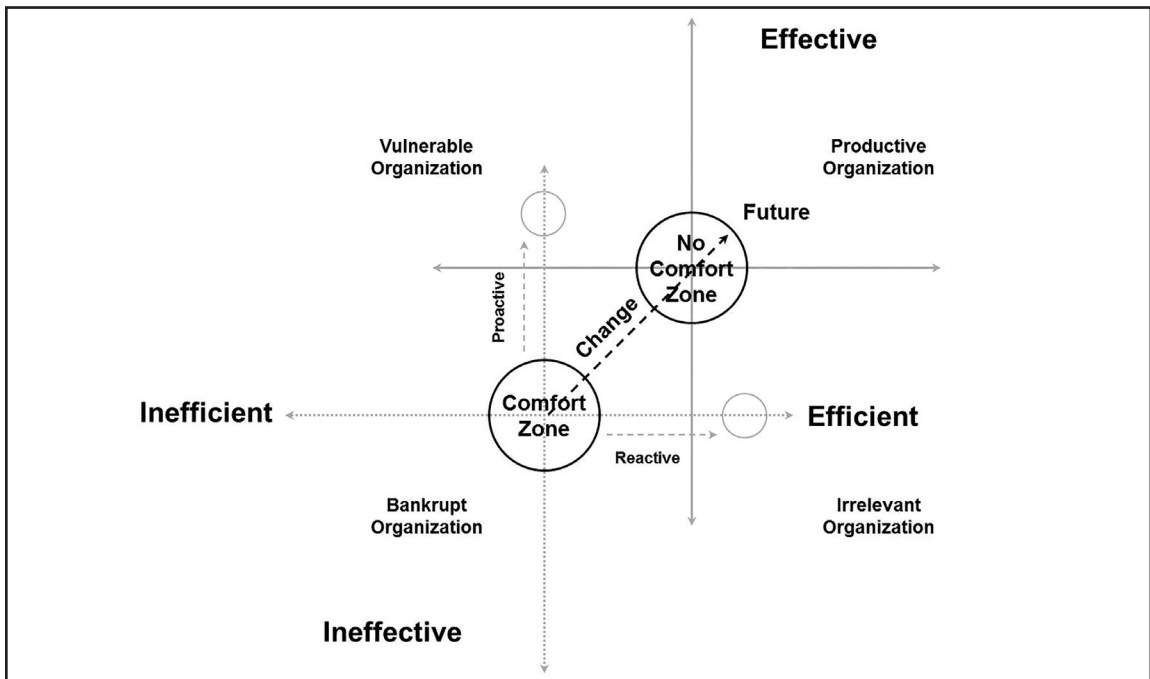 Effective
Vulnerable
Organization
Productive
Organization
Future
No
Comfort
Zone
Proactive
Change
Comfort
Zone
Inefficient
Efficient
Reactive
Bankrupt
Organization
Irrelevant
Organization
Ineffective